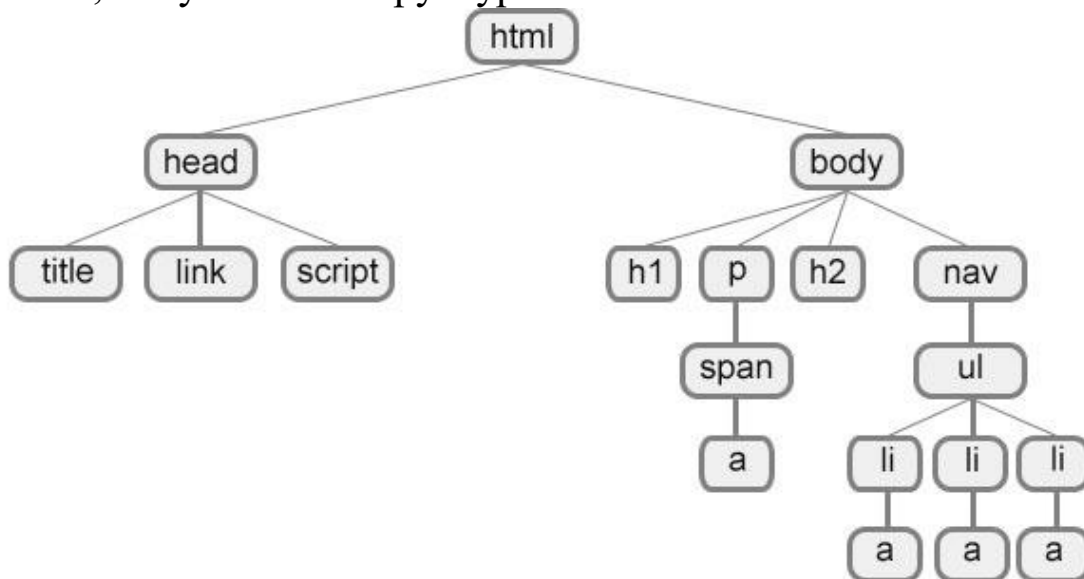 html
head body
title link script h1 p h2 nav
span ul
a li li li
a a a